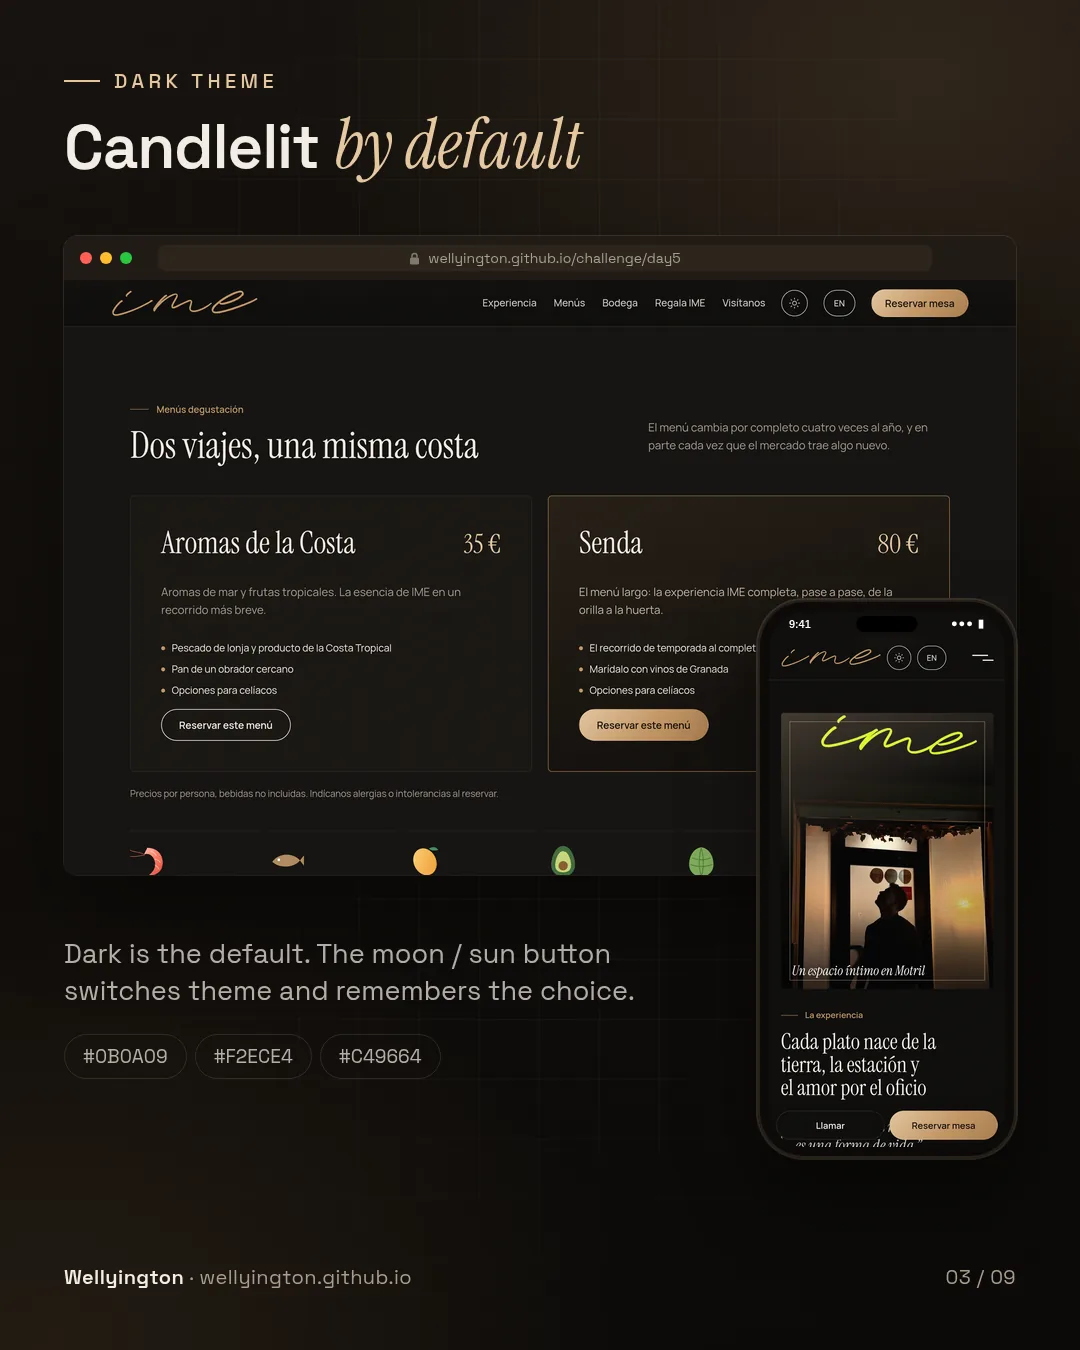 DARK THEME
Candlelit by default
wellyington.github.io/challenge/day5
ime
Experiencia Menús Bodega Regala IME Visítanos EN Reservar mesa
Menús degustación
Dos viajes, una misma costa
El menú cambia por completo cuatro veces al año, y en
parte cada vez que el mercado trae algo nuevo.
Aromas de la Costa 35 €
Aromas de mar y frutas tropicales. La esencia de IME en un
recorrido más breve.
Pescado de lonja y producto de la Costa Tropical
Pan de un obrador cercano
Opciones para celíacos
Reservar este menú
Senda 80 €
El menú largo: la experiencia IME completa, pase a pase, de la
orilla a la huerta.
El recorrido de temporada al complet
Maridaje con vinos de Granada
Opciones para celíacos
Reservar este menú
Precios por persona, bebidas no incluidas. Indícanos alergias o intolerancias al reservar.
9:41
ime EN
ime
Un espacio íntimo en Motril
La experiencia
Cada plato nace de la
tierra, la estación y
el amor por el oficio
Llamar Reservar mesa
es una forma de vida."
Dark is the default. The moon / sun button
switches theme and remembers the choice.
#0B0A09 #F2ECE4 #C49664
Wellyington · wellyington.github.io 03 / 09